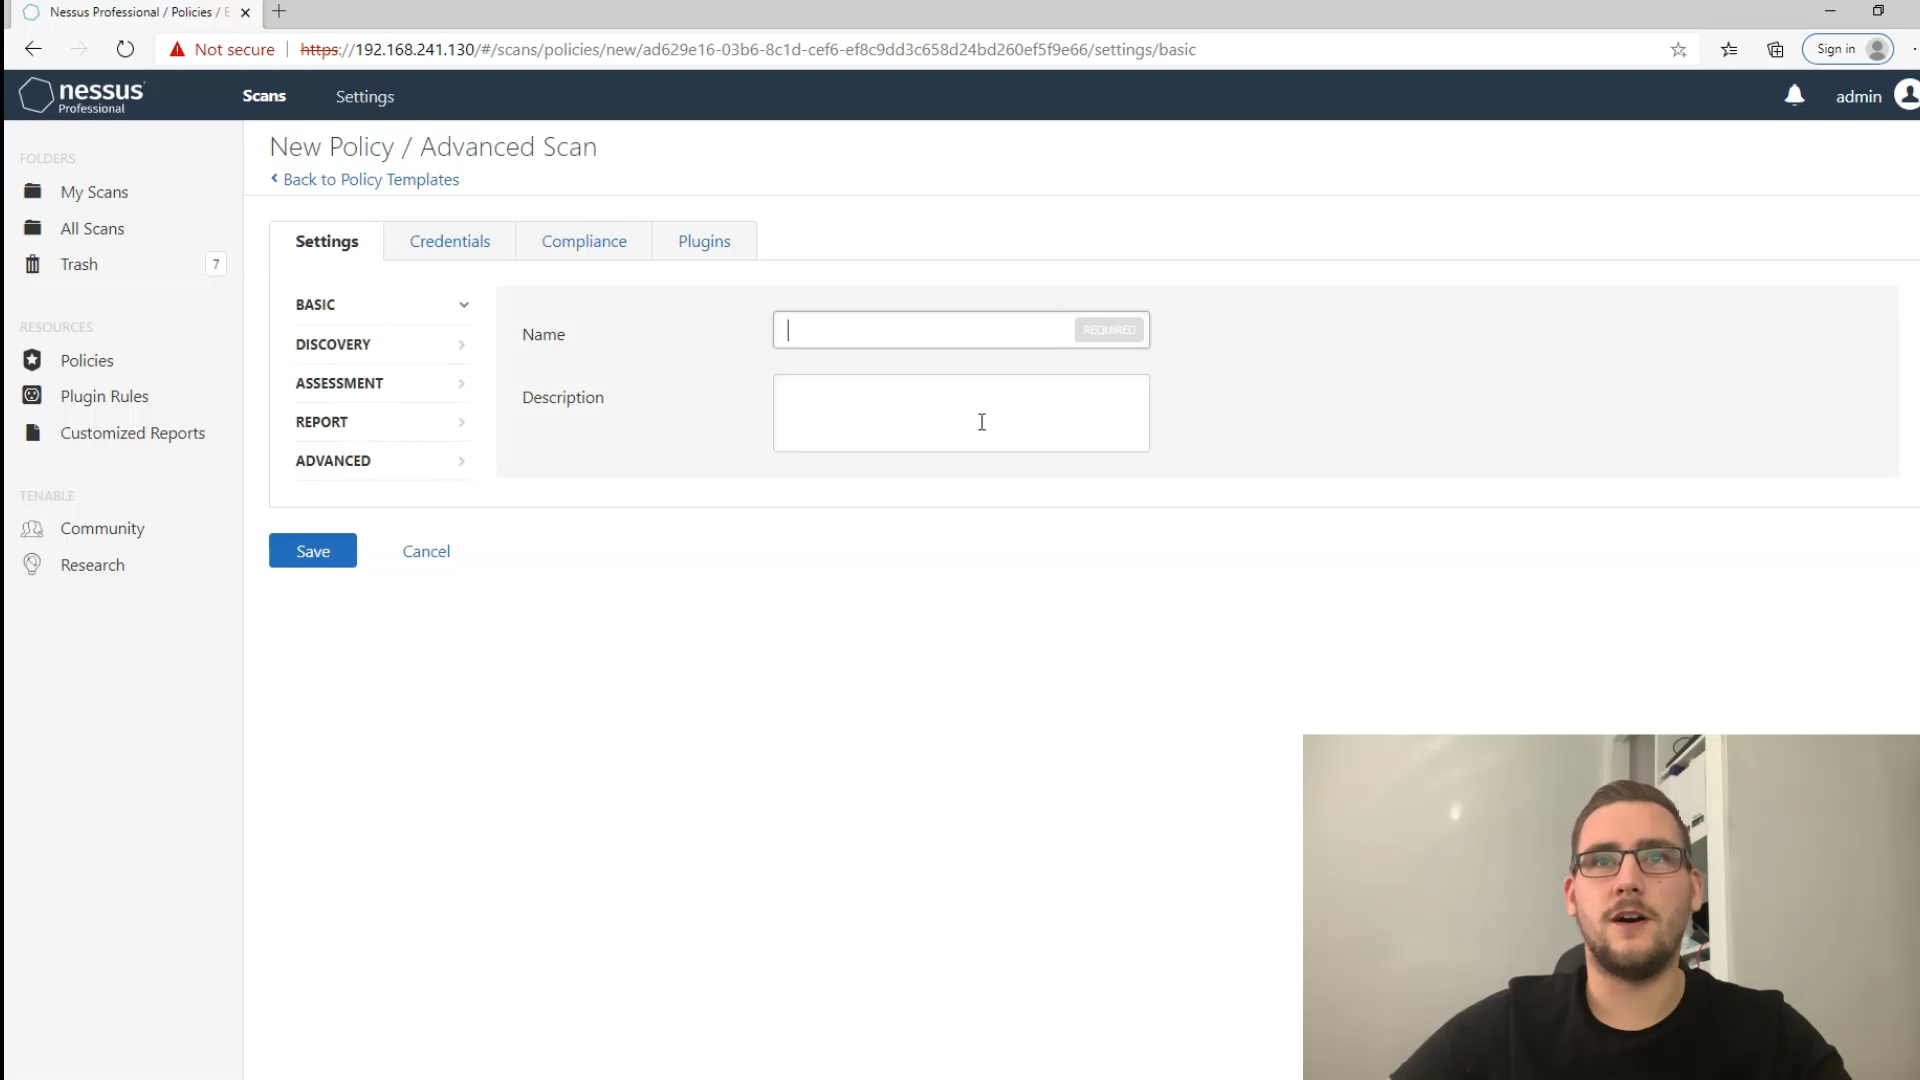 Nessus Professional / Policies /
Not secure
https://192.168.241.130/#/scans/policies/new/ad629e16-03b6-8c1d-cef6-ef8c9dd3c658d24bd260ef5f9e66/settings/basic
Sign in
nessus
Professional
Scans
Settings
admin
FOLDERS
My Scans
All Scans
Trash
7
RESOURCES
Policies
Plugin Rules
Customized Reports
TENABLE
Community
Research
New Policy / Advanced Scan
Back to Policy Templates
Settings
Credentials
Compliance
Plugins
BASIC
DISCOVERY
ASSESSMENT
REPORT
ADVANCED
Name
REQUIRED
Description
Save
Cancel